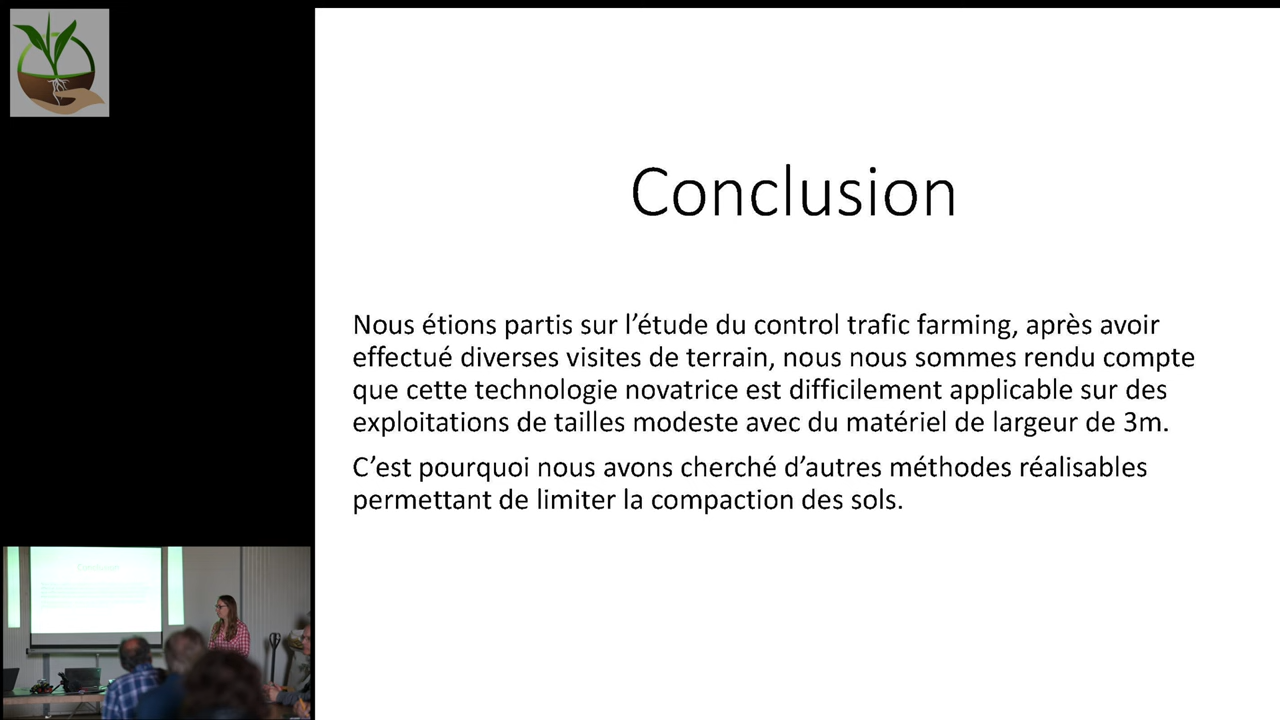 Conclusion
Nous étions partis sur l’étude du control trafic farming, après avoir
effectué diverses visites de terrain, nous nous sommes rendu compte
que cette technologie novatrice est difficilement applicable sur des
exploitations de tailles modeste avec du matériel de largeur de 3m.
C’est pourquoi nous avons cherché d’autres méthodes réalisables
permettant de limiter la compaction des sols.